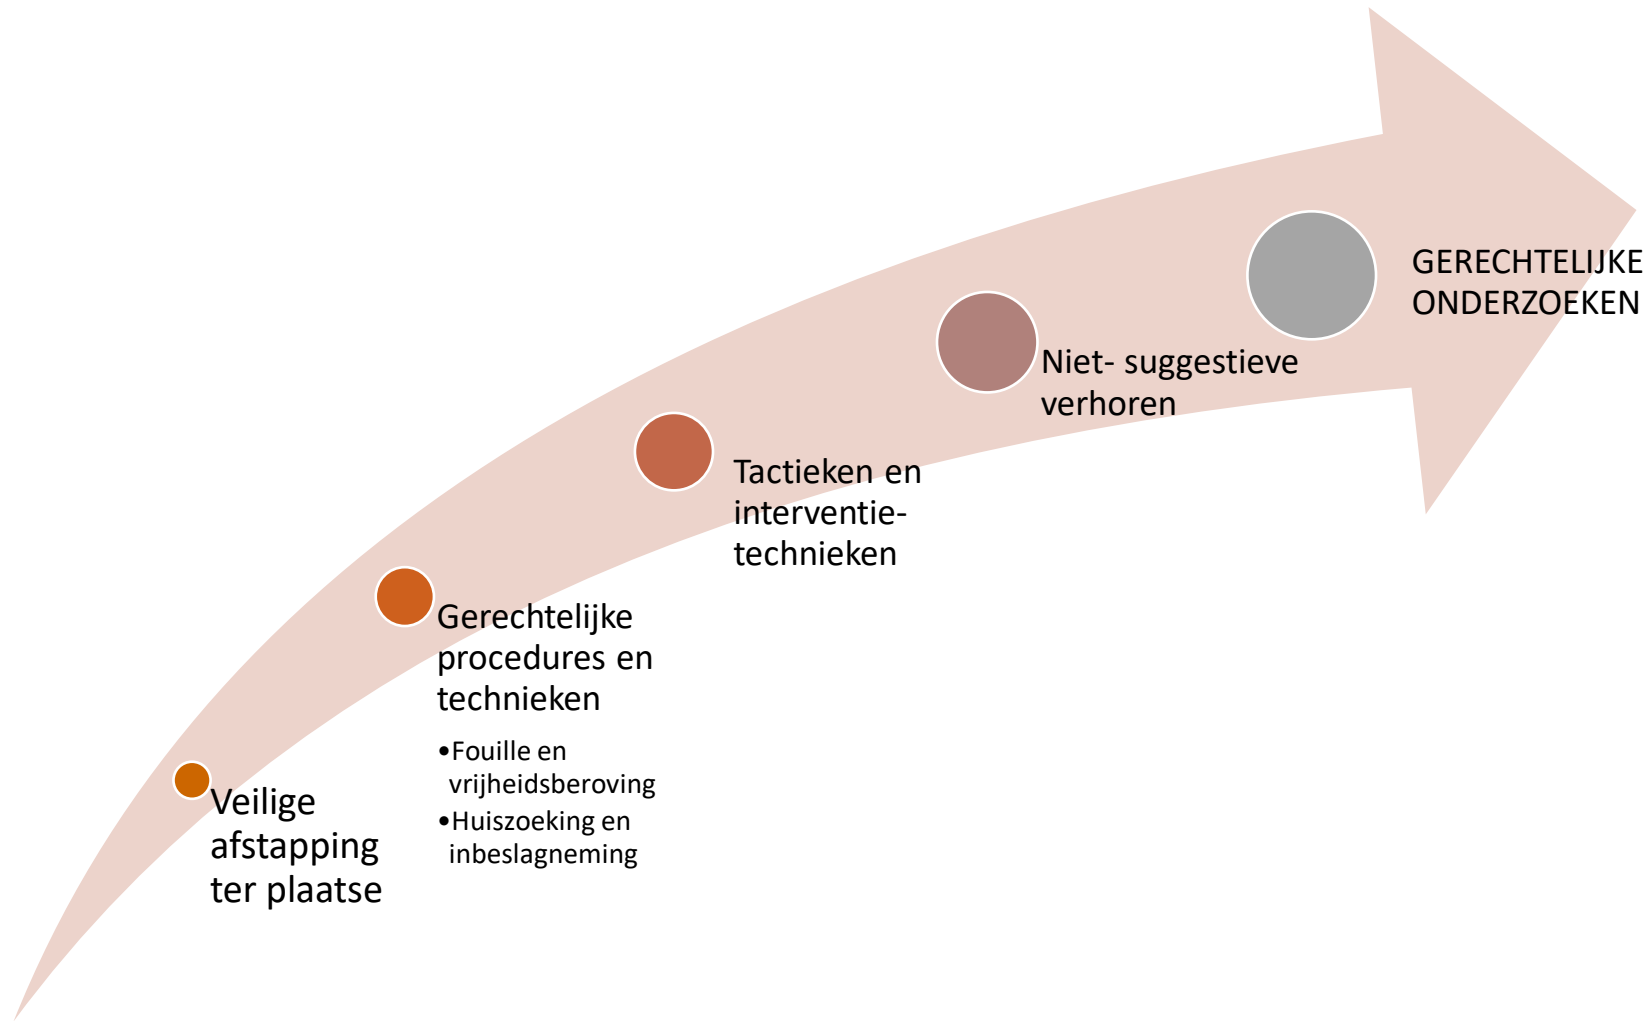 Veilige
afstapping
ter plaatse
Gerechtelijke
procedures en
technieken
•Fouille en
vrijheidsberoving
•Huiszoeking en
inbeslagneming
Tactieken en
interventie-
technieken
Niet- suggestieve
verhoren
GERECHTELIJKE
ONDERZOEKEN